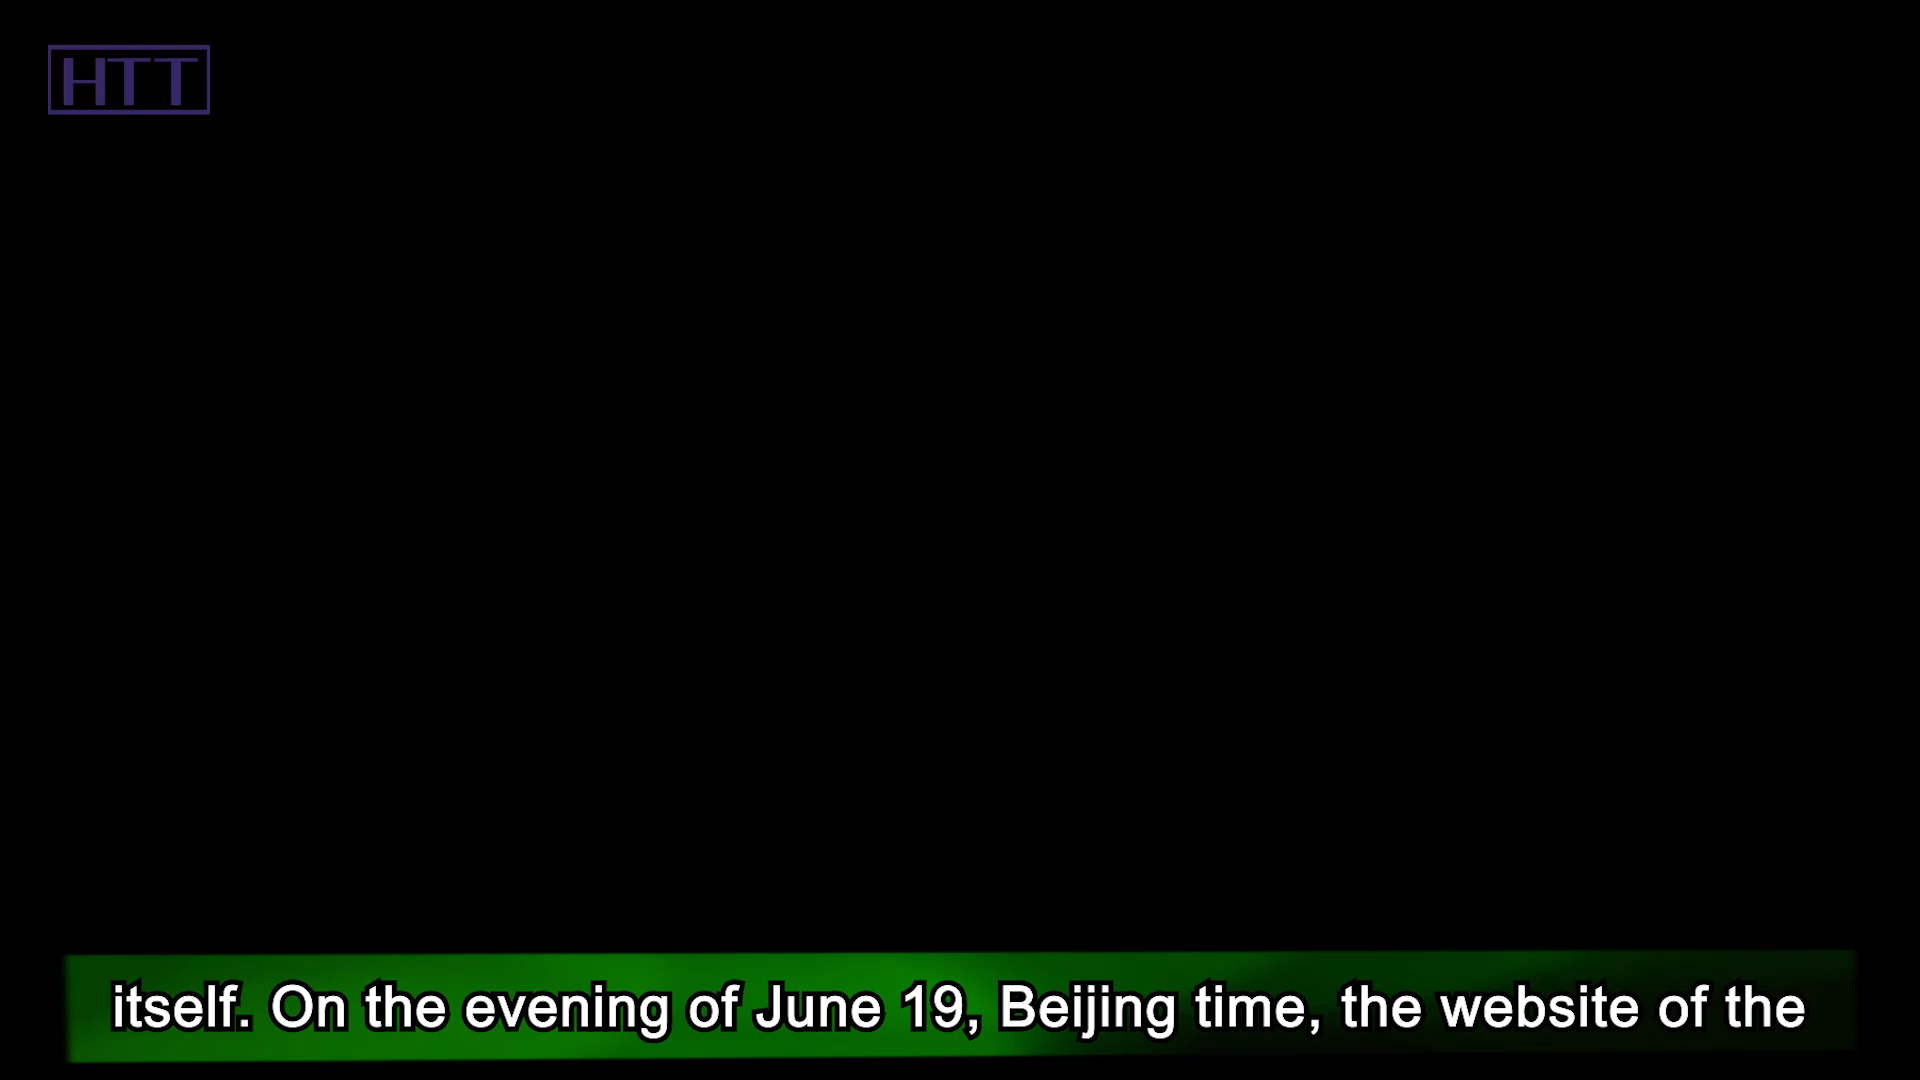 HTT
itself. On the evening of June 19, Beijing time, the website of the